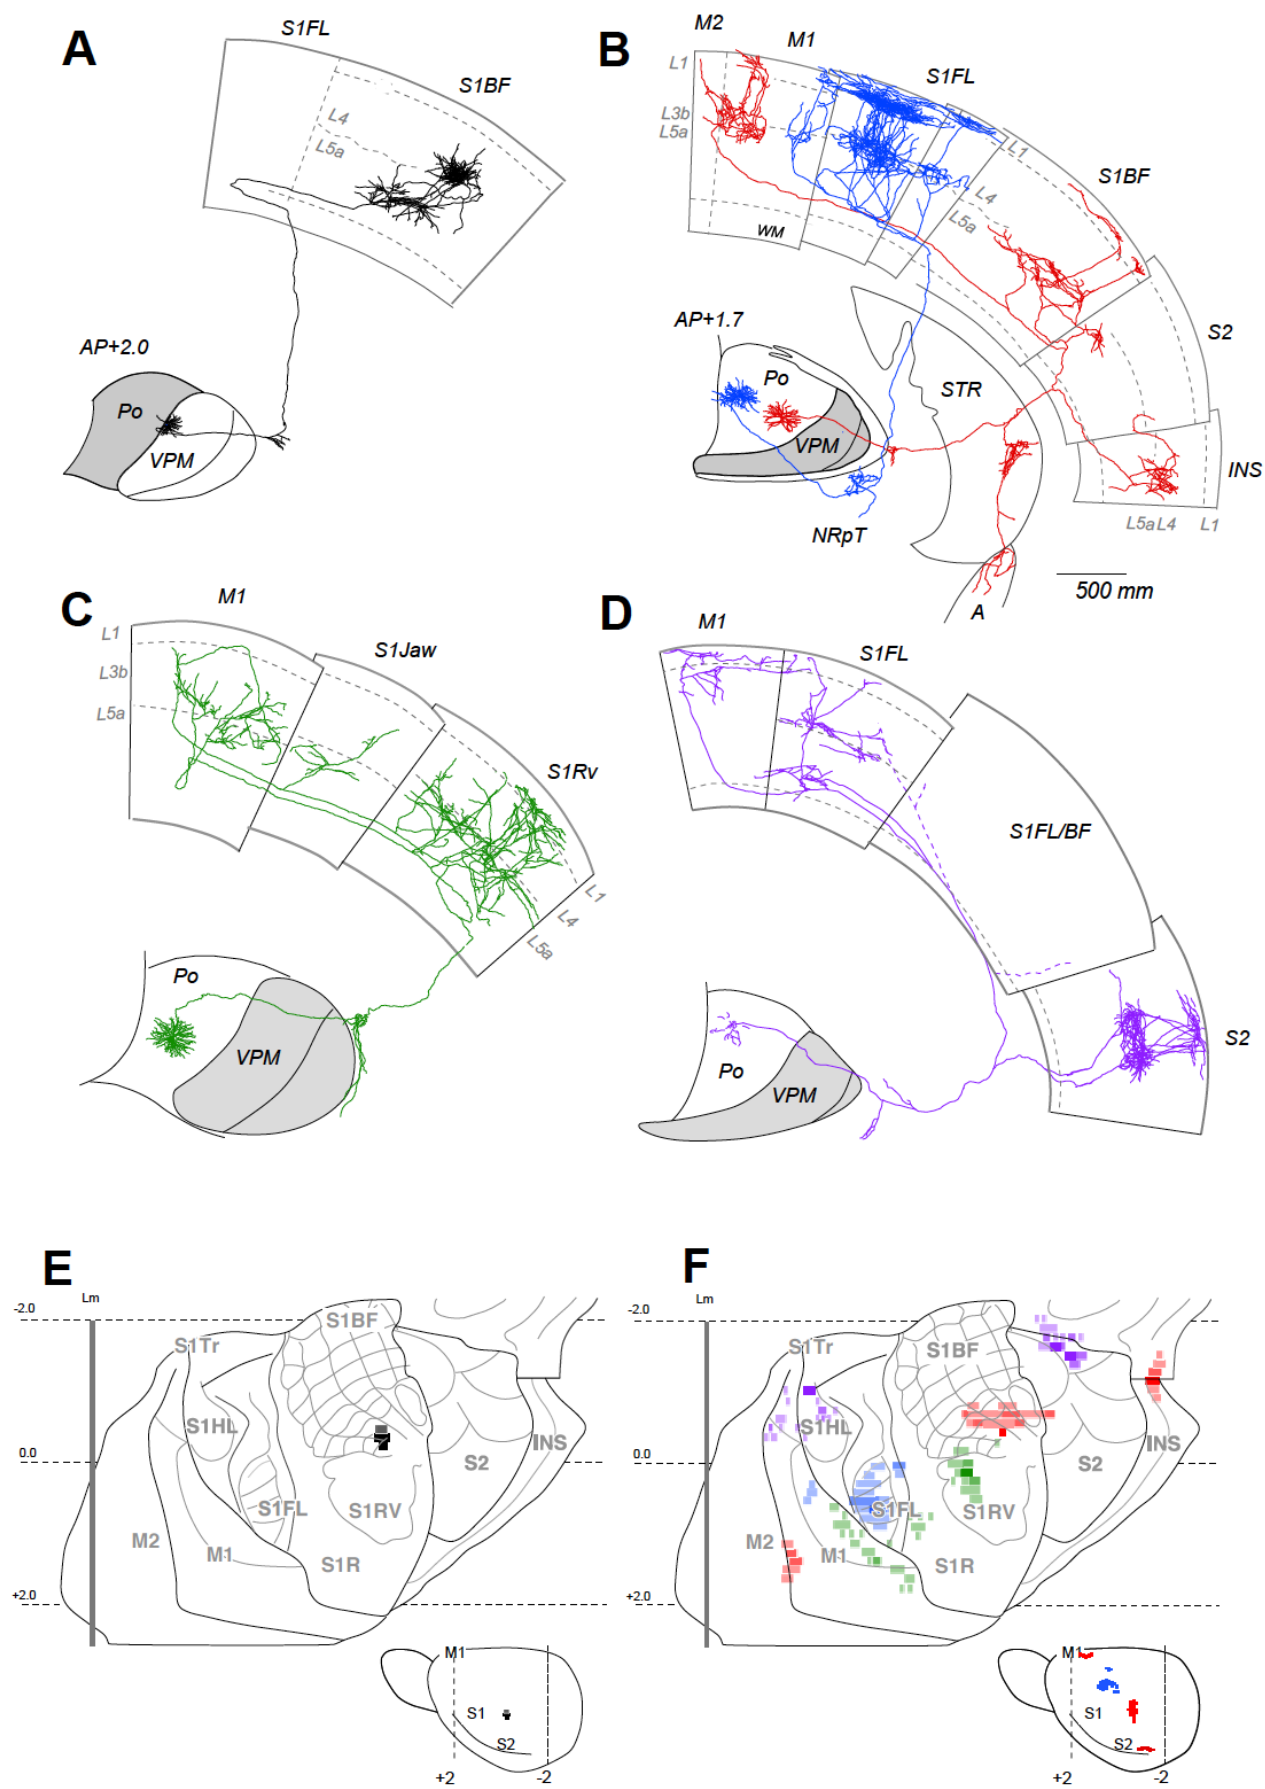 A
S1FL
S1BF
L4
L5a
AP+2.0
Po
VPM
B
M2
M1
S1FL
L1
L3b
L5a
L1
S1BF
L4
L5a
WM
S2
AP+1.7
Po
STR
VPM
INS
L5a L4 L1
NRpT
500 mm
A
C
M1
L1
S1Jaw
L3b
L5a
S1Rv
L1
L4
L5a
Po
VPM
D
M1
S1FL
S1FL/BF
S2
Po
VPM
E
Lm
-2.0
S1BF
S1Tr
S1HL
0.0
S2
INS
S1FL
S1RV
M2
M1
S1R
+2.0
M1
S1
S2
+2
-2
F
Lm
-2.0
S1Tr
S1BF
S1HL
0.0
S2
INS
S1FL
S1RV
M2
M1
S1R
+2.0
M1
S1
S2
+2
-2